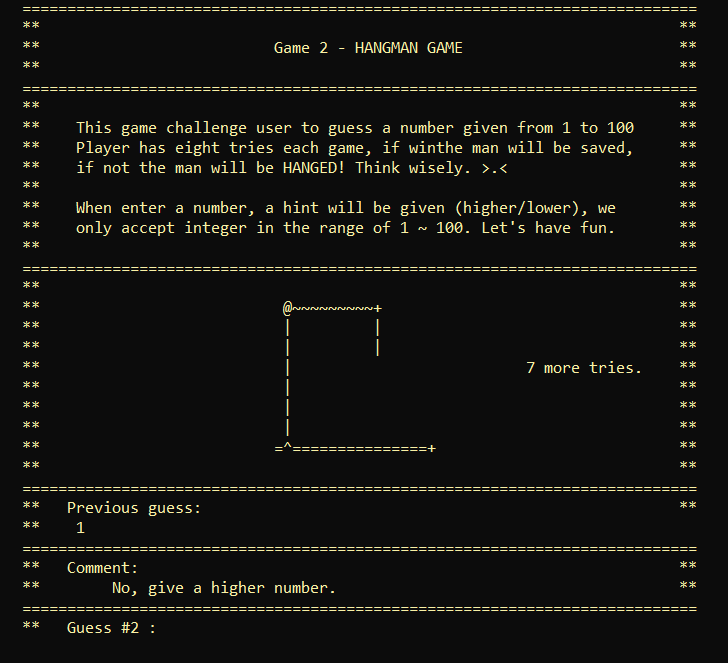 ===========================================================================
** **
** Game 2 - HANGMAN GAME **
** **
===========================================================================
** **
** This game challenge user to guess a number given from 1 to 100 **
** Player has eight tries each game, if winthe man will be saved, **
** if not the man will be HANGED! Think wisely. >.< **
** **
** When enter a number, a hint will be given (higher/lower), we **
** only accept integer in the range of 1 ~ 100. Let's have fun. **
** **
===========================================================================
** **
** @~~~~~~~~~+ **
** | | **
** | | **
** | 7 more tries. **
** | **
** | **
** | **
** =^===============+ **
** **
===========================================================================
** Previous guess: **
** 1
===========================================================================
** Comment: **
** No, give a higher number. **
===========================================================================
** Guess #2 :